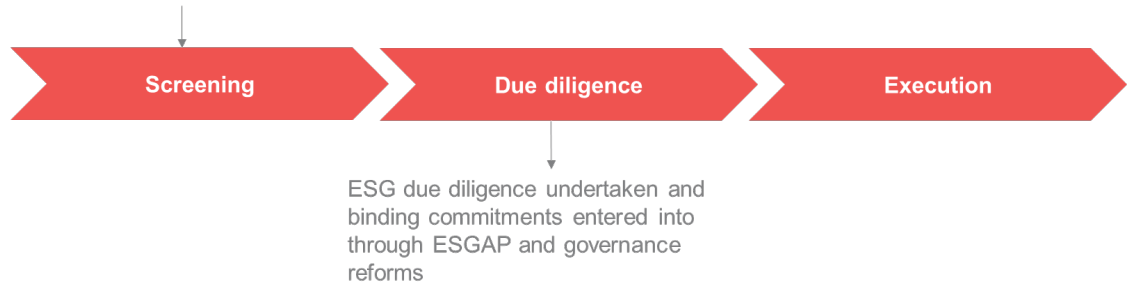 Screening
Due diligence
Execution
ESG due diligence undertaken and
binding commitments entered into
through ESGAP and governance
reforms